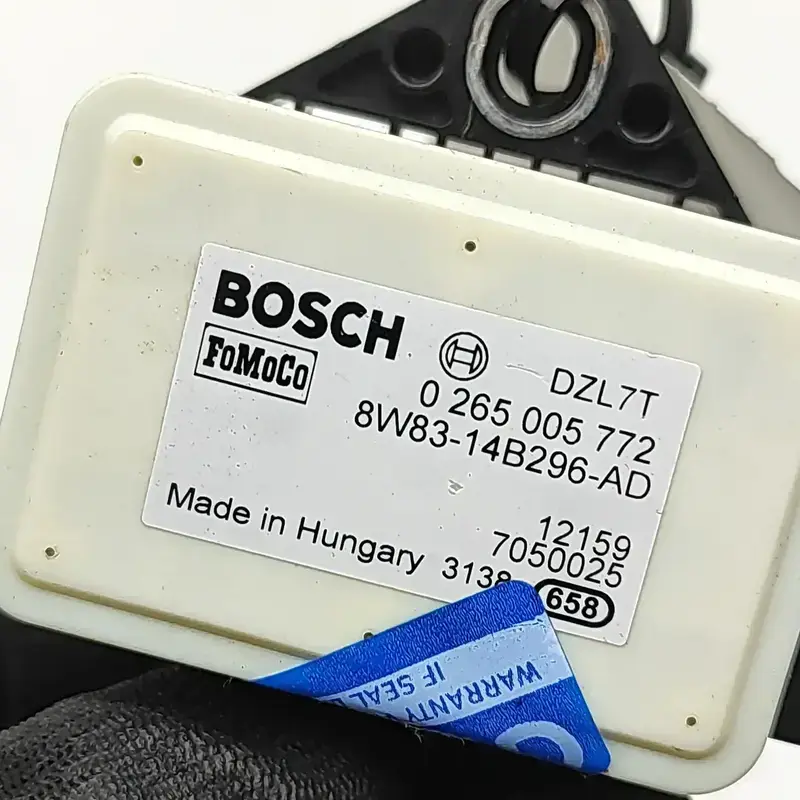 BOSCH
FoMoCo
DZL7T
0 265 005 772
8W83-14B296-AD
12159
7050025
Made in Hungary 3138 658
WARRANTY
IF SEAL